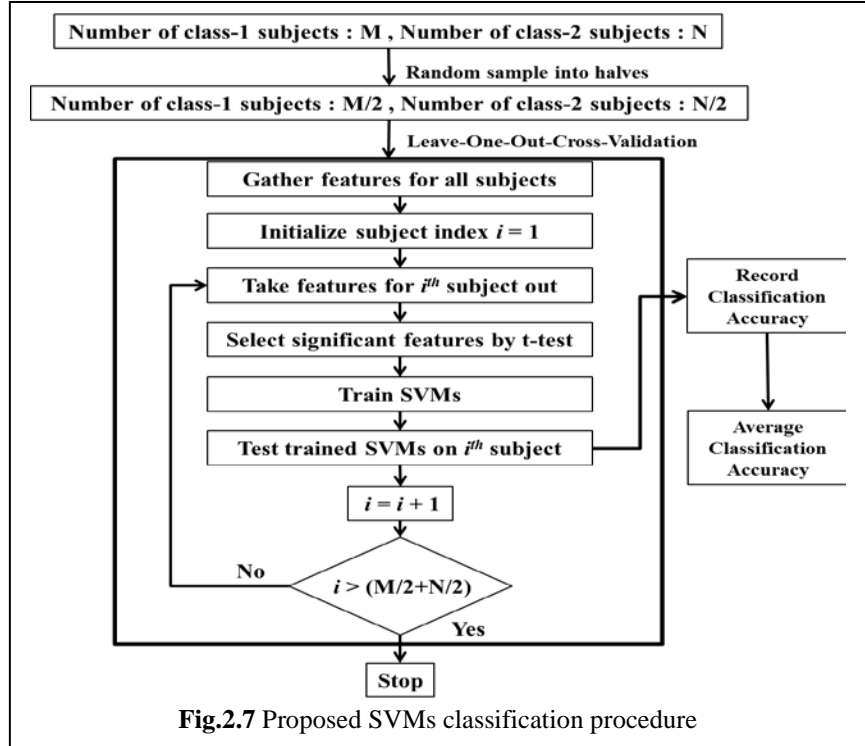 Number of class-1 subjects : M , Number of class-2 subjects : N
Random sample into halves
Number of class-1 subjects : M/2 , Number of class-2 subjects : N/2
Leave-One-Out-Cross-Validation
Gather features for all subjects
Initialize subject index i = 1
Take features for i^th subject out
Select significant features by t-test
Train SVMs
Test trained SVMs on i^th subject
i = i + 1
No
i > (M/2+N/2)
Yes
Stop
Record
Classification
Accuracy
Average
Classification
Accuracy
Fig.2.7 Proposed SVMs classification procedure